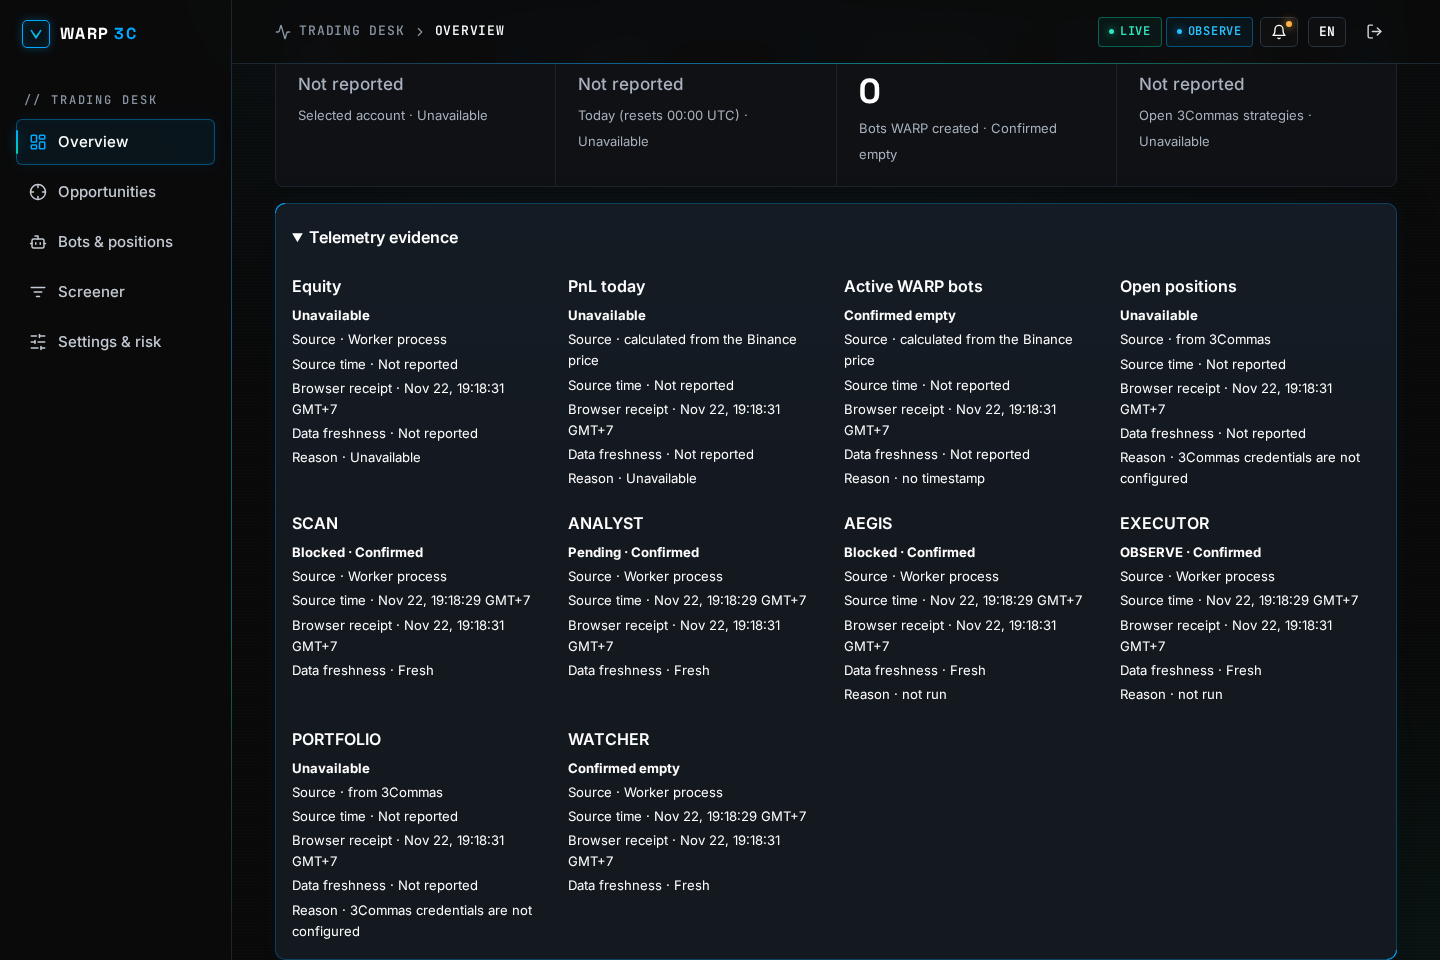 WARP 3C
TRADING DESK
OVERVIEW
LIVE
OBSERVE
EN
// TRADING DESK
Overview
Opportunities
Bots & positions
Screener
Settings & risk
Not reported
Selected account · Unavailable
Not reported
Today (resets 00:00 UTC) ·
Unavailable
0
Bots WARP created · Confirmed
empty
Not reported
Open 3Commas strategies ·
Unavailable
Telemetry evidence
Equity
Unavailable
Source · Worker process
Source time · Not reported
Browser receipt · Nov 22, 19:18:31
GMT+7
Data freshness · Not reported
Reason · Unavailable
PnL today
Unavailable
Source · calculated from the Binance
price
Source time · Not reported
Browser receipt · Nov 22, 19:18:31
GMT+7
Data freshness · Not reported
Reason · Unavailable
Active WARP bots
Confirmed empty
Source · calculated from the Binance
price
Source time · Not reported
Browser receipt · Nov 22, 19:18:31
GMT+7
Data freshness · Not reported
Reason · no timestamp
Open positions
Unavailable
Source · from 3Commas
Source time · Not reported
Browser receipt · Nov 22, 19:18:31
GMT+7
Data freshness · Not reported
Reason · 3Commas credentials are not
configured
SCAN
Blocked · Confirmed
Source · Worker process
Source time · Nov 22, 19:18:29 GMT+7
Browser receipt · Nov 22, 19:18:31
GMT+7
Data freshness · Fresh
ANALYST
Pending · Confirmed
Source · Worker process
Source time · Nov 22, 19:18:29 GMT+7
Browser receipt · Nov 22, 19:18:31
GMT+7
Data freshness · Fresh
AEGIS
Blocked · Confirmed
Source · Worker process
Source time · Nov 22, 19:18:29 GMT+7
Browser receipt · Nov 22, 19:18:31
GMT+7
Data freshness · Fresh
Reason · not run
EXECUTOR
OBSERVE · Confirmed
Source · Worker process
Source time · Nov 22, 19:18:29 GMT+7
Browser receipt · Nov 22, 19:18:31
GMT+7
Data freshness · Fresh
Reason · not run
PORTFOLIO
Unavailable
Source · from 3Commas
Source time · Not reported
Browser receipt · Nov 22, 19:18:31
GMT+7
Data freshness · Not reported
Reason · 3Commas credentials are not
configured
WATCHER
Confirmed empty
Source · Worker process
Source time · Nov 22, 19:18:29 GMT+7
Browser receipt · Nov 22, 19:18:31
GMT+7
Data freshness · Fresh